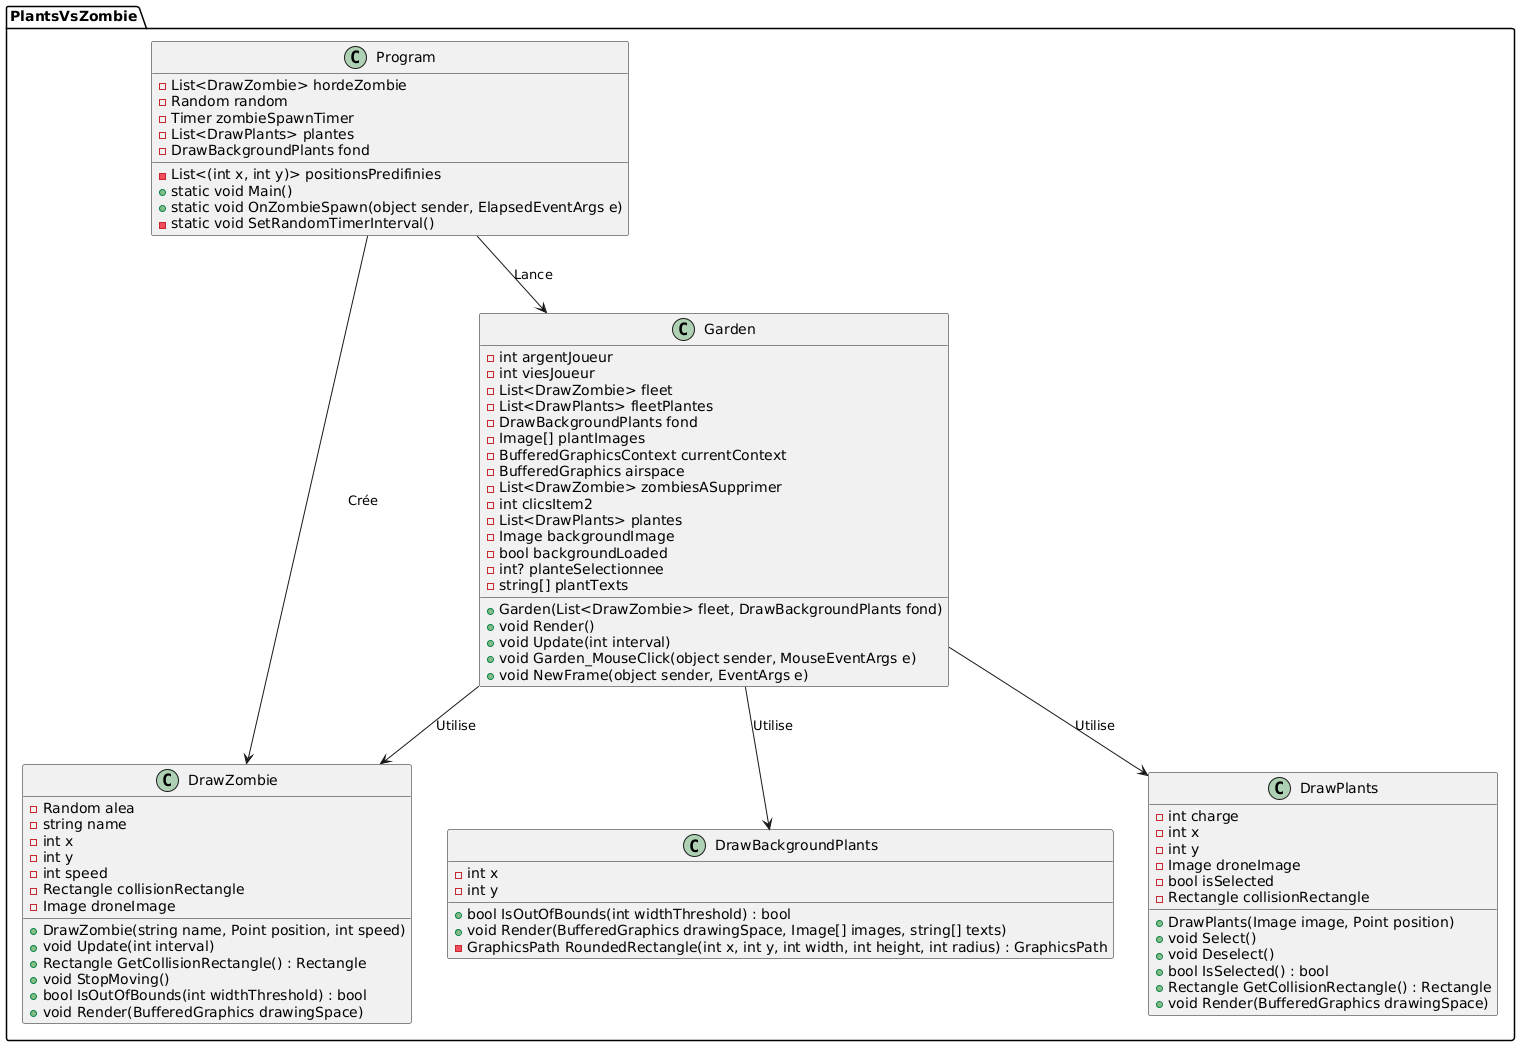 PlantsVsZombie
C Program
List<DrawZombie> hordeZombie
Random random
Timer zombieSpawnTimer
List<DrawPlants> plantes
DrawBackgroundPlants fond
List<(int x, int y)> positionsPredifinies
static void Main()
static void OnZombieSpawn(object sender, ElapsedEventArgs e)
static void SetRandomTimerInterval()
Lance
Crée
C Garden
int argentJoueur
int viesJoueur
List<DrawZombie> fleet
List<DrawPlants> fleetPlantes
DrawBackgroundPlants fond
Image[] plantImages
BufferedGraphicsContext currentContext
BufferedGraphics airspace
List<DrawZombie> zombiesASupprimer
int clicsItem2
List<DrawPlants> plantes
Image backgroundImage
bool backgroundLoaded
int? planteSelectionnee
string[] plantTexts
Garden(List<DrawZombie> fleet, DrawBackgroundPlants fond)
void Render()
void Update(int interval)
void Garden_MouseClick(object sender, MouseEventArgs e)
void NewFrame(object sender, EventArgs e)
Utilise
Utilise
Utilise
C DrawZombie
Random alea
string name
int x
int y
int speed
Rectangle collisionRectangle
Image droneImage
DrawZombie(string name, Point position, int speed)
void Update(int interval)
Rectangle GetCollisionRectangle() : Rectangle
void StopMoving()
bool IsOutOfBounds(int widthThreshold) : bool
void Render(BufferedGraphics drawingSpace)
C DrawBackgroundPlants
int x
int y
bool IsOutOfBounds(int widthThreshold) : bool
void Render(BufferedGraphics drawingSpace, Image[] images, string[] texts)
GraphicsPath RoundedRectangle(int x, int y, int width, int height, int radius) : GraphicsPath
C DrawPlants
int charge
int x
int y
Image droneImage
bool isSelected
Rectangle collisionRectangle
DrawPlants(Image image, Point position)
void Select()
void Deselect()
bool IsSelected() : bool
Rectangle GetCollisionRectangle() : Rectangle
void Render(BufferedGraphics drawingSpace)